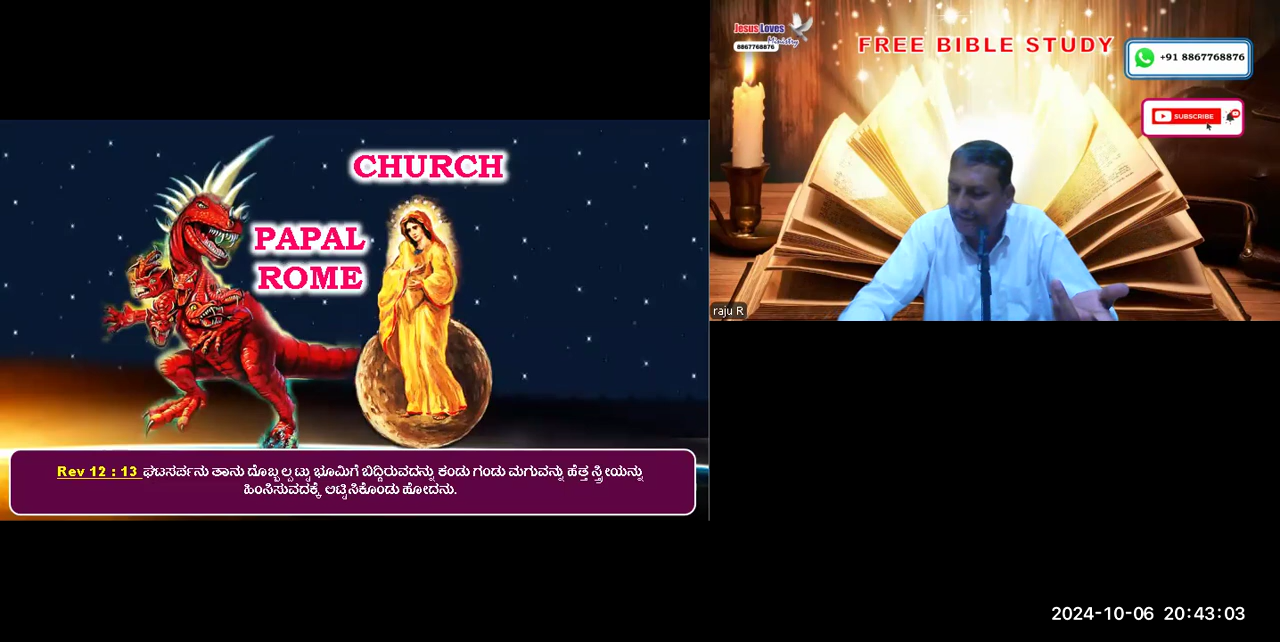 CHURCH
PAPAL
ROME
Rev 12 : 13 ಘಟಸರ್ಪನು ತಾನು ದೊಬ್ಬಲ್ಪಟ್ಟು ಭೂಮಿಗೆ ಬಿದ್ದಿರುವದನ್ನು ಕಂಡು ಗಂಡು ಮಗುವನ್ನು ಹೆತ್ತ ಸ್ತ್ರೀಯನ್ನು
ಹಿಂಸಿಸುವದಕ್ಕೆ ಅಟ್ಟಿಸಿಕೊಂಡು ಹೋದನು.
Jesus Loves
Ministry
8867768876
FREE BIBLE STUDY
+91 8867768876
SUBSCRIBE
raju R
2024-10-06 20:43:03